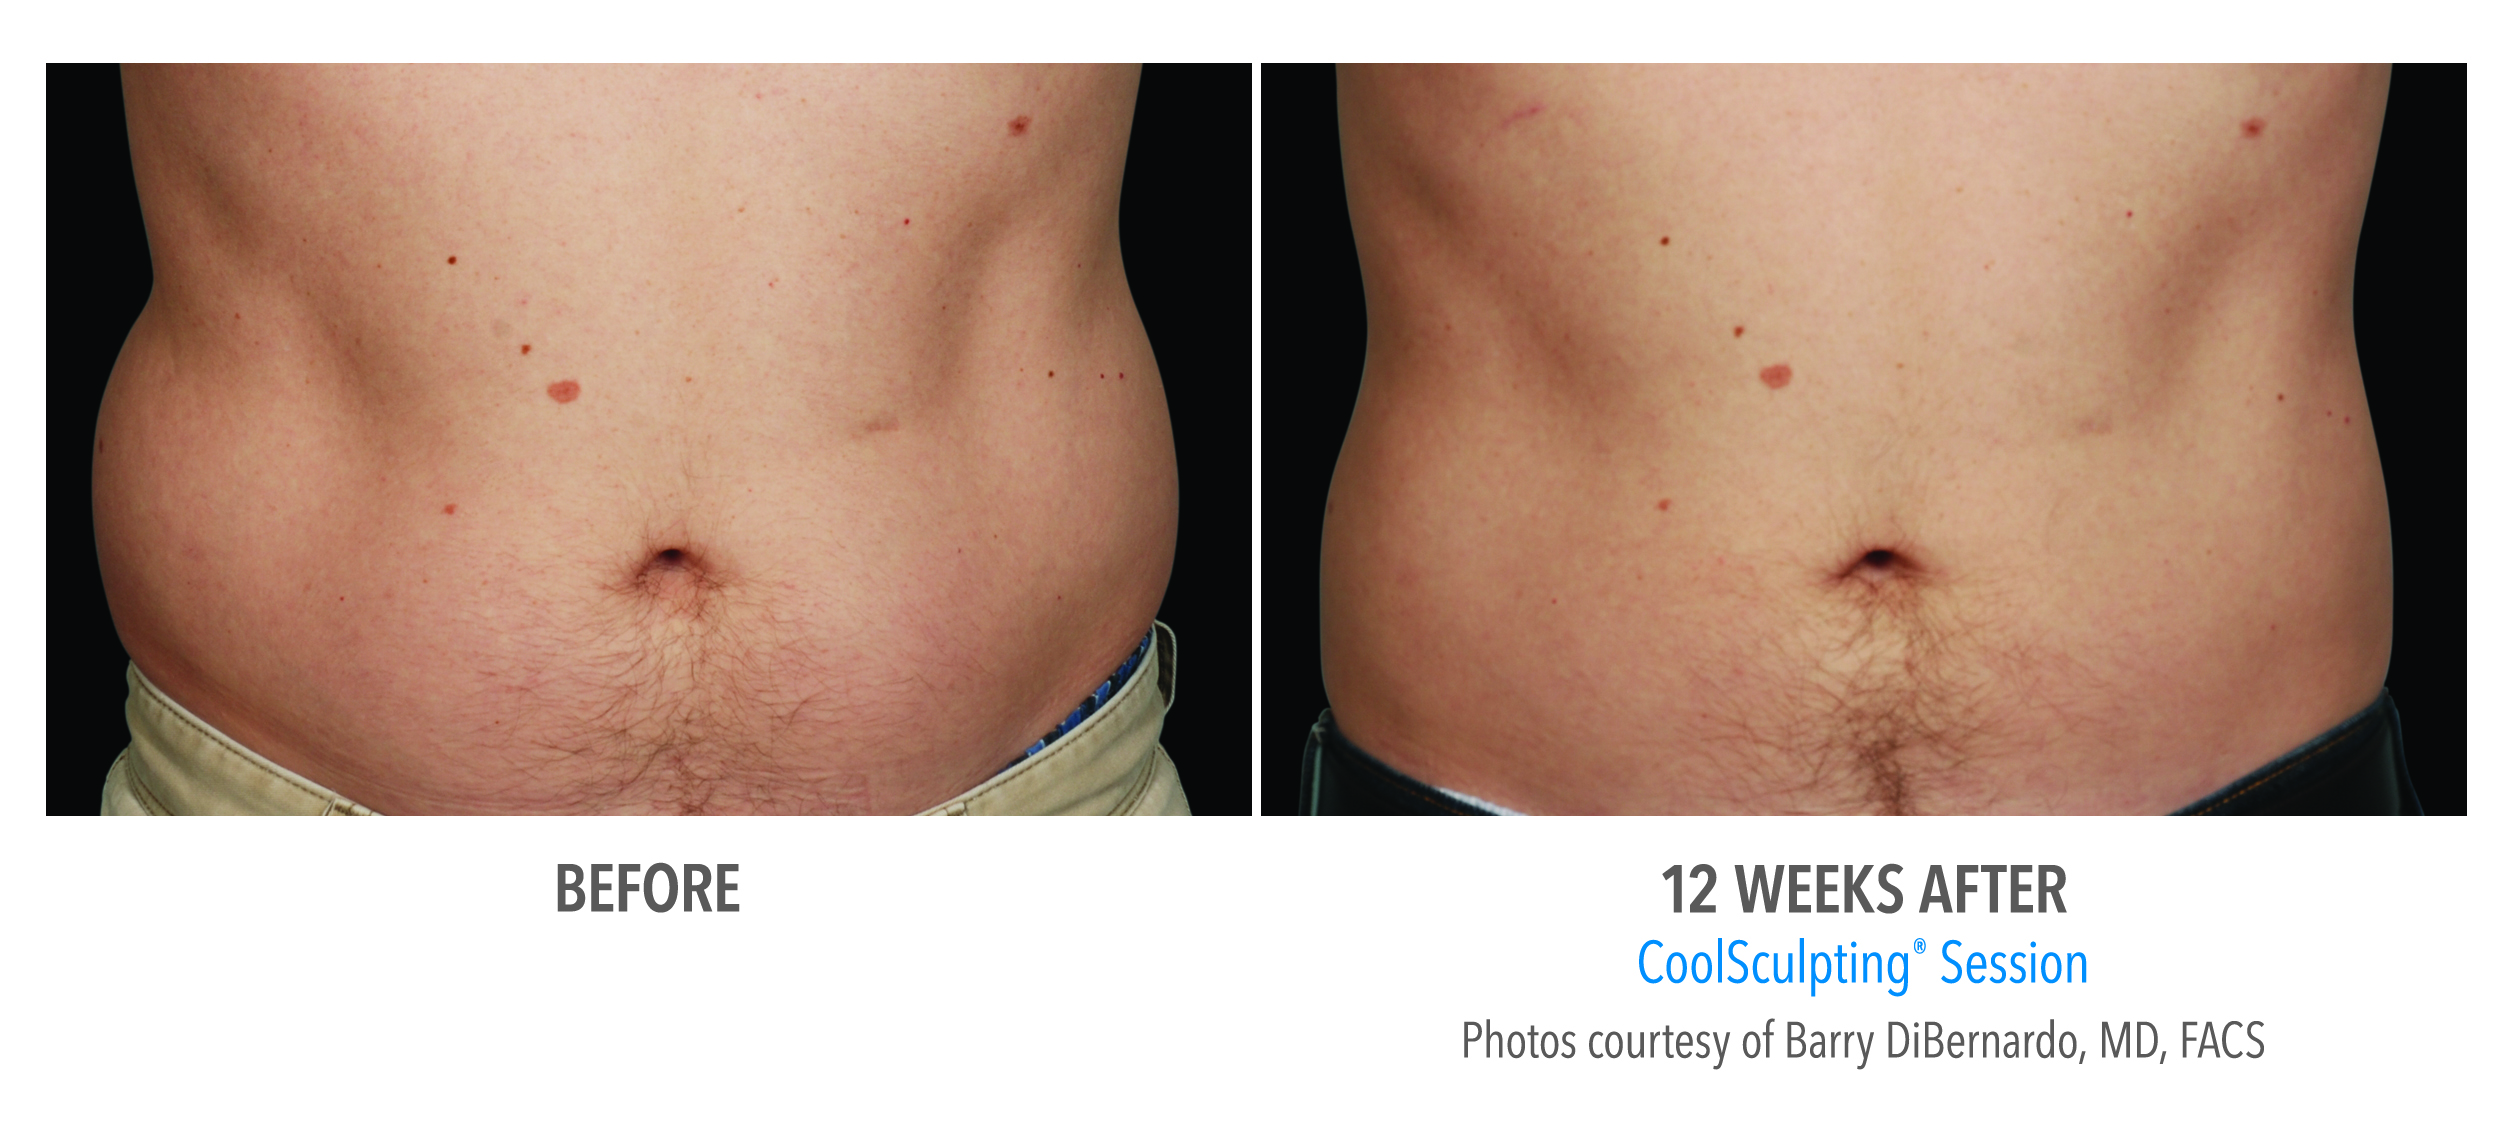 BEFORE
12 WEEKS AFTER
CoolSculpting® Session
Photos courtesy of Barry DiBernardo, MD, FACS